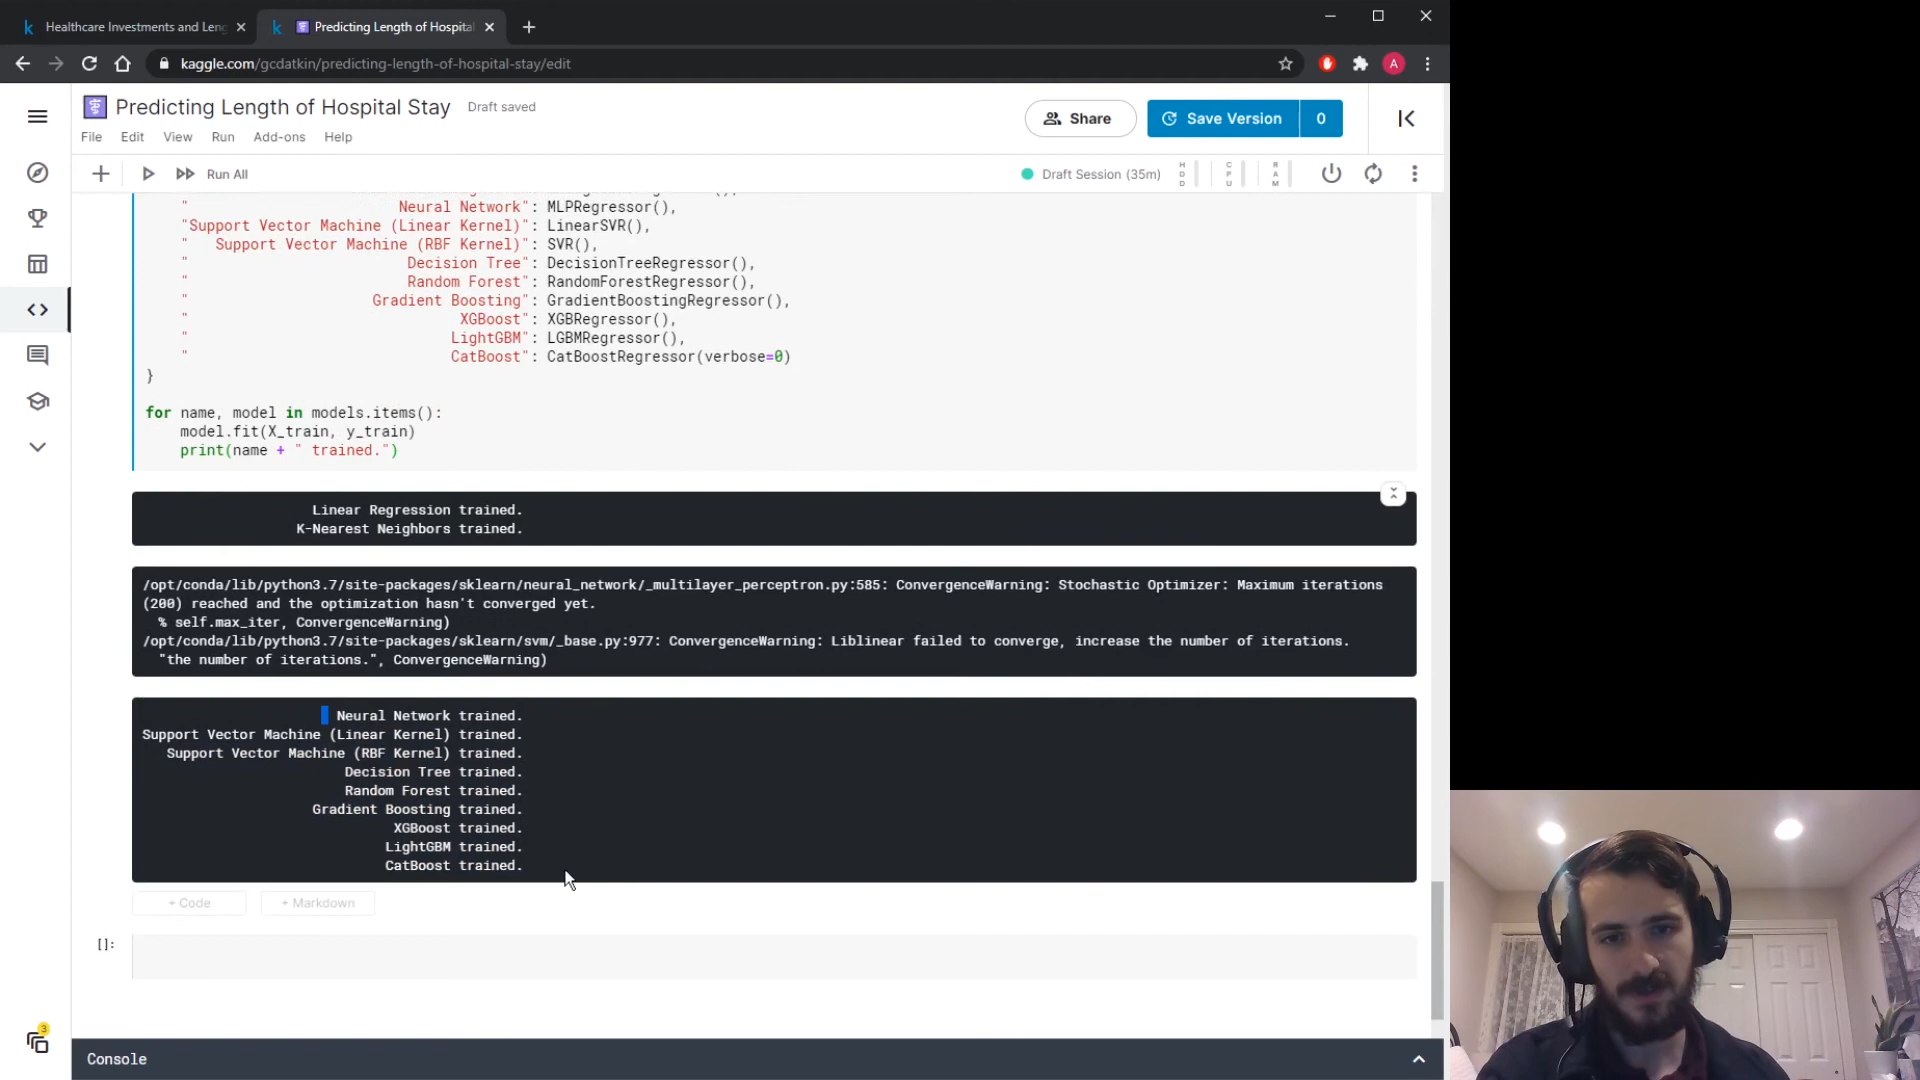 Healthcare Investments and Leng
Predicting Length of Hospital
kaggle.com/gcdatkin/predicting-length-of-hospital-stay/edit
A
Predicting Length of Hospital Stay
Draft saved
File Edit View Run Add-ons Help
Share
Save Version 0
Run All
Draft Session (35m)
HDD
CPU
RAM
" Neural Network": MLPRegressor(),
"Support Vector Machine (Linear Kernel)": LinearSVR(),
" Support Vector Machine (RBF Kernel)": SVR(),
" Decision Tree": DecisionTreeRegressor(),
" Random Forest": RandomForestRegressor(),
" Gradient Boosting": GradientBoostingRegressor(),
" XGBoost": XGBRegressor(),
" LightGBM": LGBMRegressor(),
" CatBoost": CatBoostRegressor(verbose=0)
}
for name, model in models.items():
model.fit(X_train, y_train)
print(name + " trained.")
Linear Regression trained.
K-Nearest Neighbors trained.
/opt/conda/lib/python3.7/site-packages/sklearn/neural_network/_multilayer_perceptron.py:585: ConvergenceWarning: Stochastic Optimizer: Maximum iterations
(200) reached and the optimization hasn't converged yet.
% self.max_iter, ConvergenceWarning)
/opt/conda/lib/python3.7/site-packages/sklearn/svm/_base.py:977: ConvergenceWarning: Liblinear failed to converge, increase the number of iterations.
"the number of iterations.", ConvergenceWarning)
Neural Network trained.
Support Vector Machine (Linear Kernel) trained.
Support Vector Machine (RBF Kernel) trained.
Decision Tree trained.
Random Forest trained.
Gradient Boosting trained.
XGBoost trained.
LightGBM trained.
CatBoost trained.
+ Code
+ Markdown
[]:
3
Console